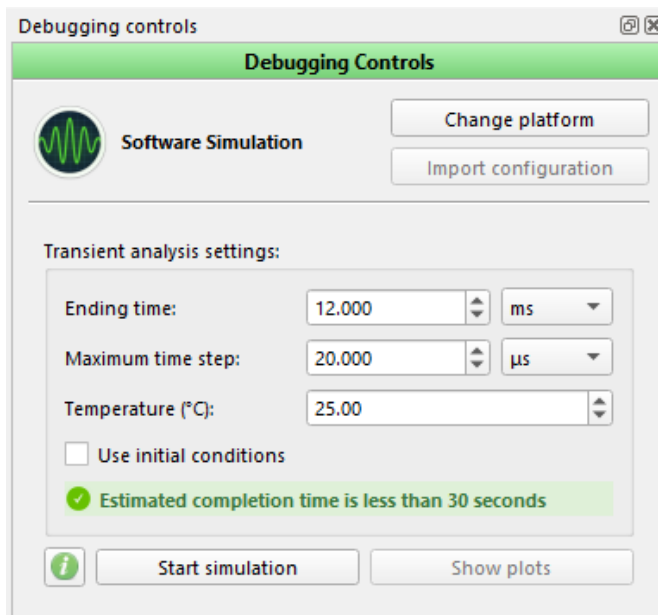 Debugging controls
Debugging Controls
Software Simulation
Change platform
Import configuration
Transient analysis settings:
Ending time: 12.000 ms
Maximum time step: 20.000 µs
Temperature (°C): 25.00
Use initial conditions
Estimated completion time is less than 30 seconds
Start simulation Show plots